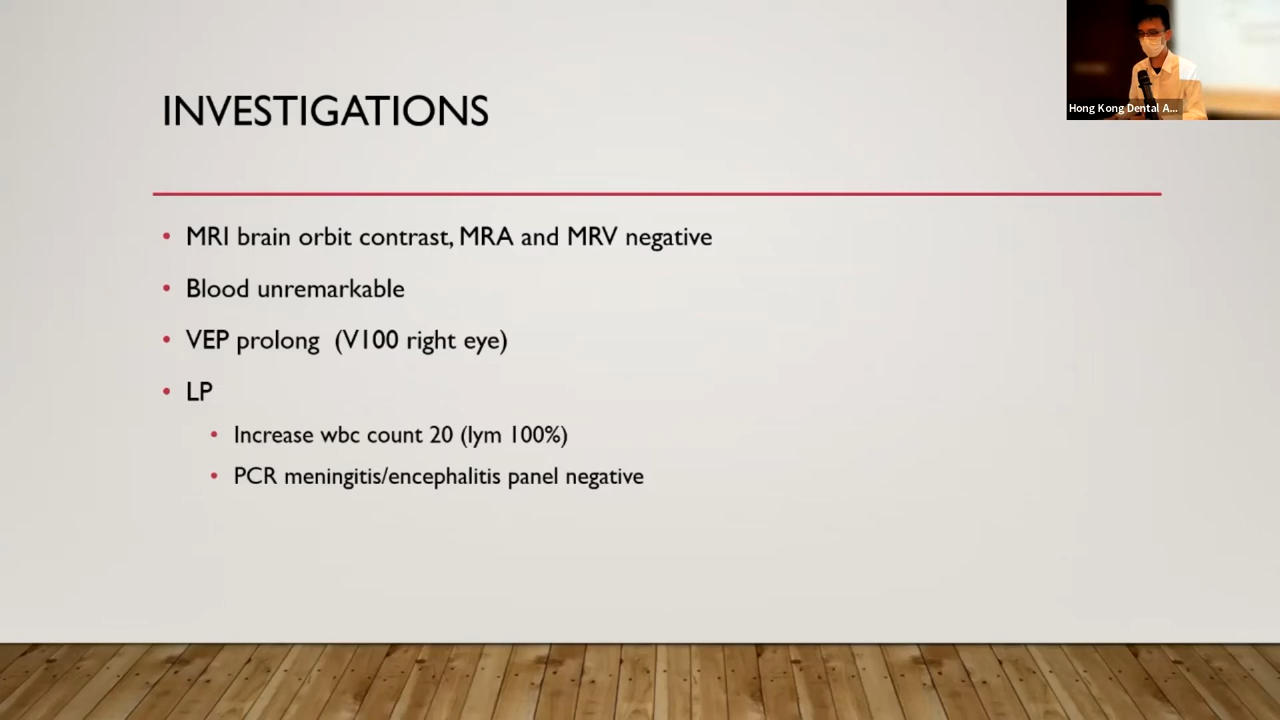 INVESTIGATIONS
Hong Kong Dental A...
• MRI brain orbit contrast, MRA and MRV negative
• Blood unremarkable
• VEP prolong (V100 right eye)
• LP
• Increase wbc count 20 (lym 100%)
• PCR meningitis/encephalitis panel negative